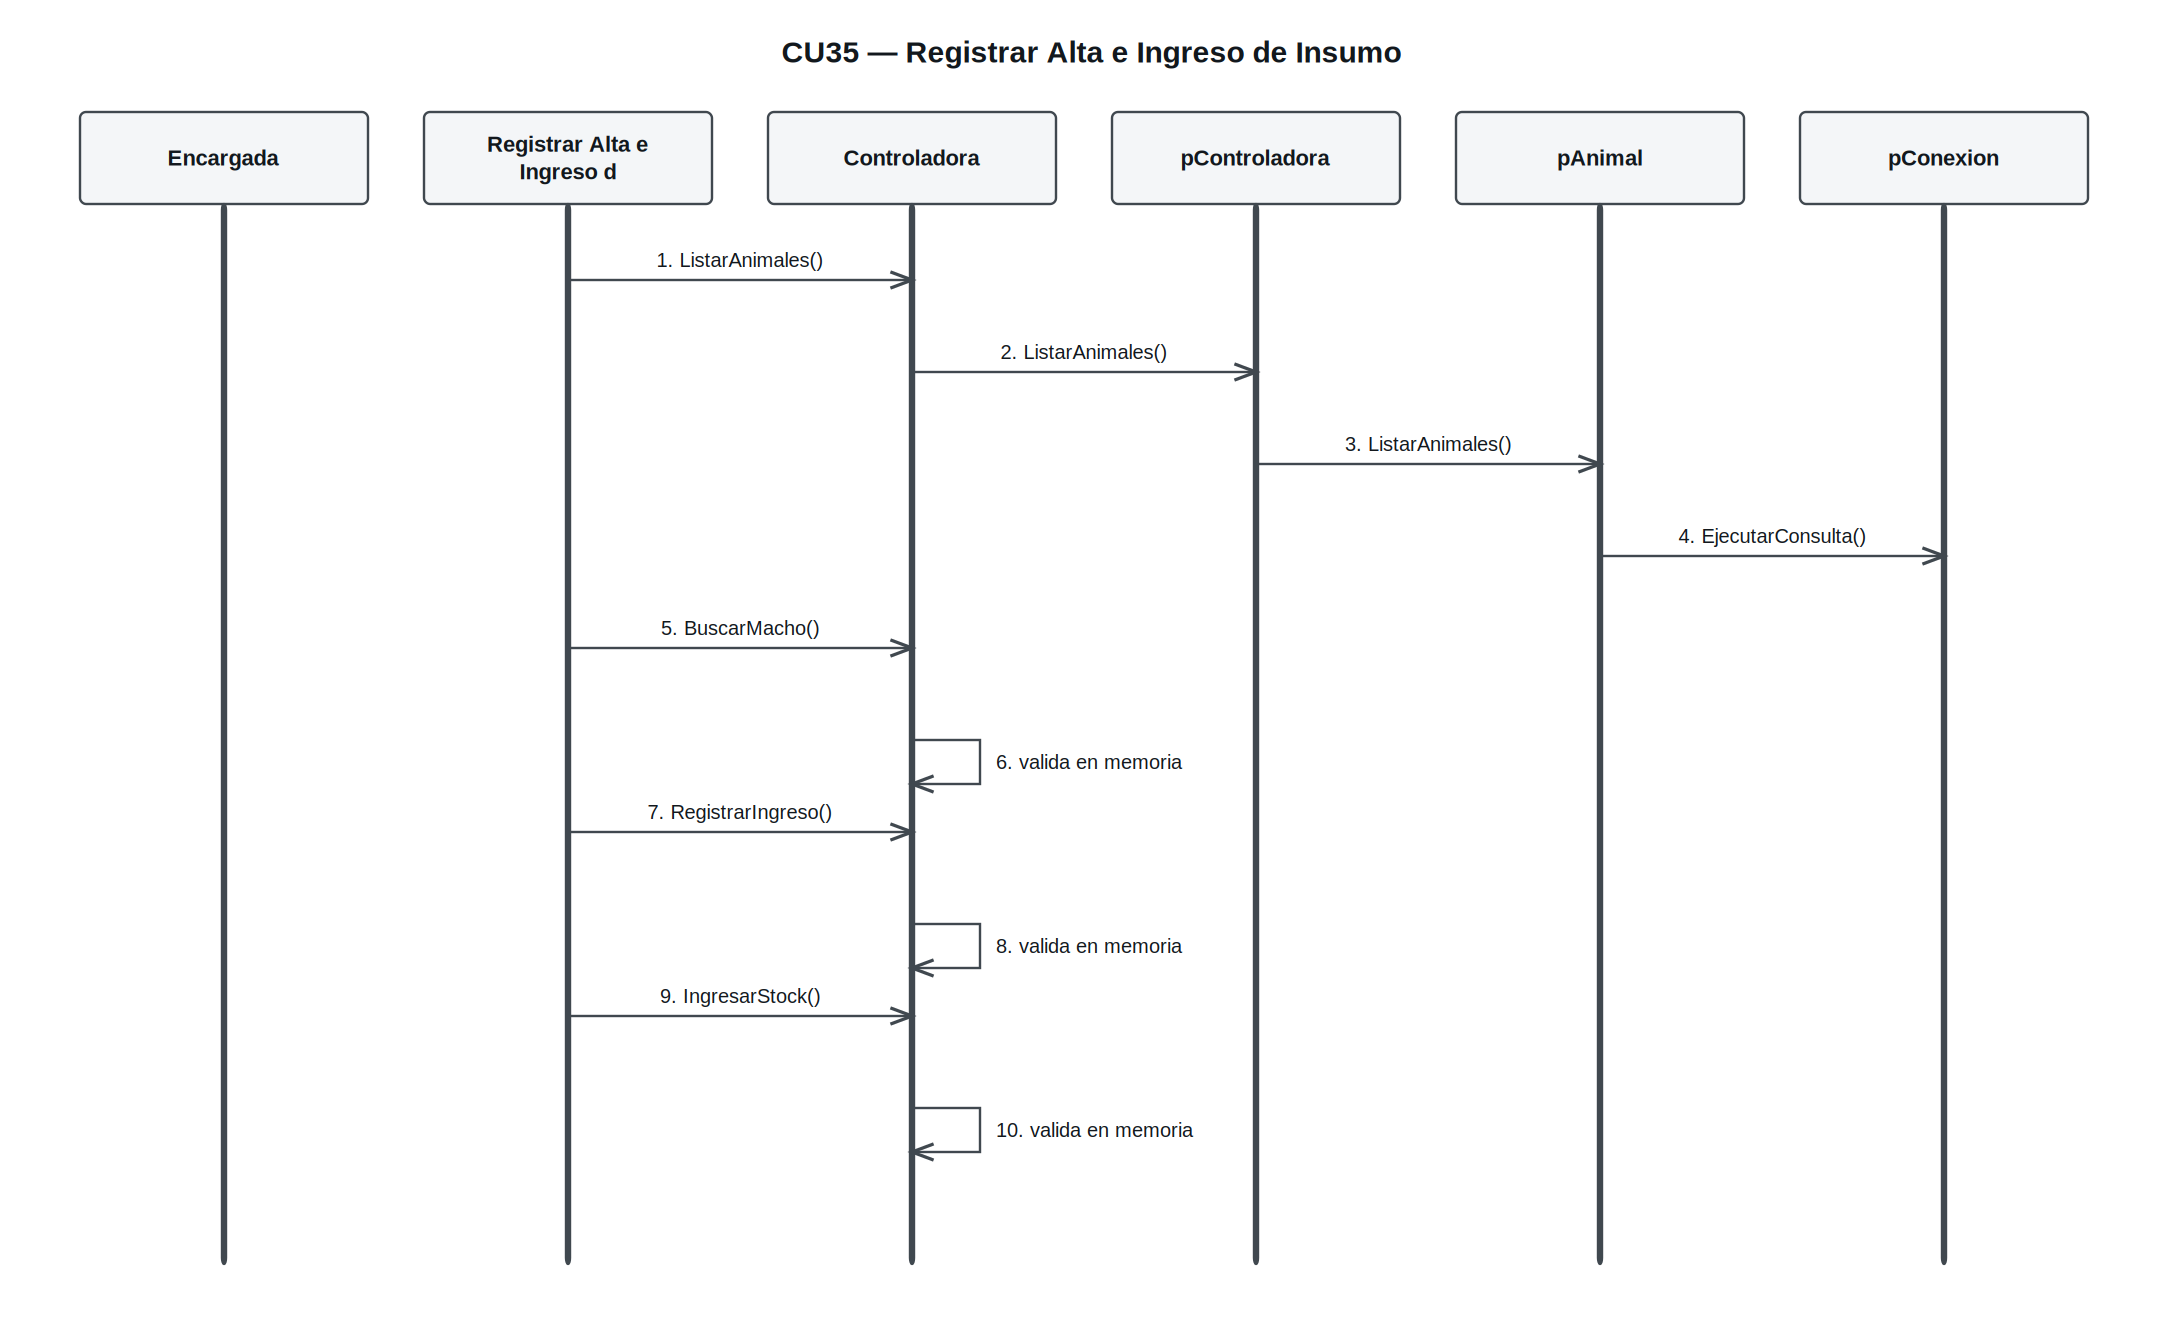 CU35 — Registrar Alta e Ingreso de Insumo
Encargada
Registrar Alta e
Ingreso d
Controladora
pControladora
pAnimal
pConexion
1. ListarAnimales()
2. ListarAnimales()
3. ListarAnimales()
4. EjecutarConsulta()
5. BuscarMacho()
6. valida en memoria
7. RegistrarIngreso()
8. valida en memoria
9. IngresarStock()
10. valida en memoria